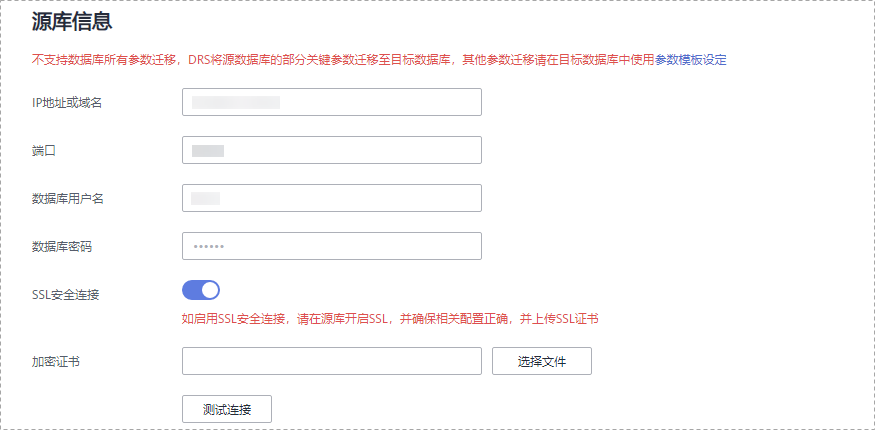 源库信息
不支持数据库所有参数迁移，DRS将源数据库的部分关键参数迁移至目标数据库，其他参数迁移请在目标数据库中使用参数模板设定
IP地址或域名
端口
数据库用户名
数据库密码 ••••••
SSL安全连接
如启用SSL安全连接，请在源库开启SSL，并确保相关配置正确，并上传SSL证书
加密证书 选择文件
测试连接